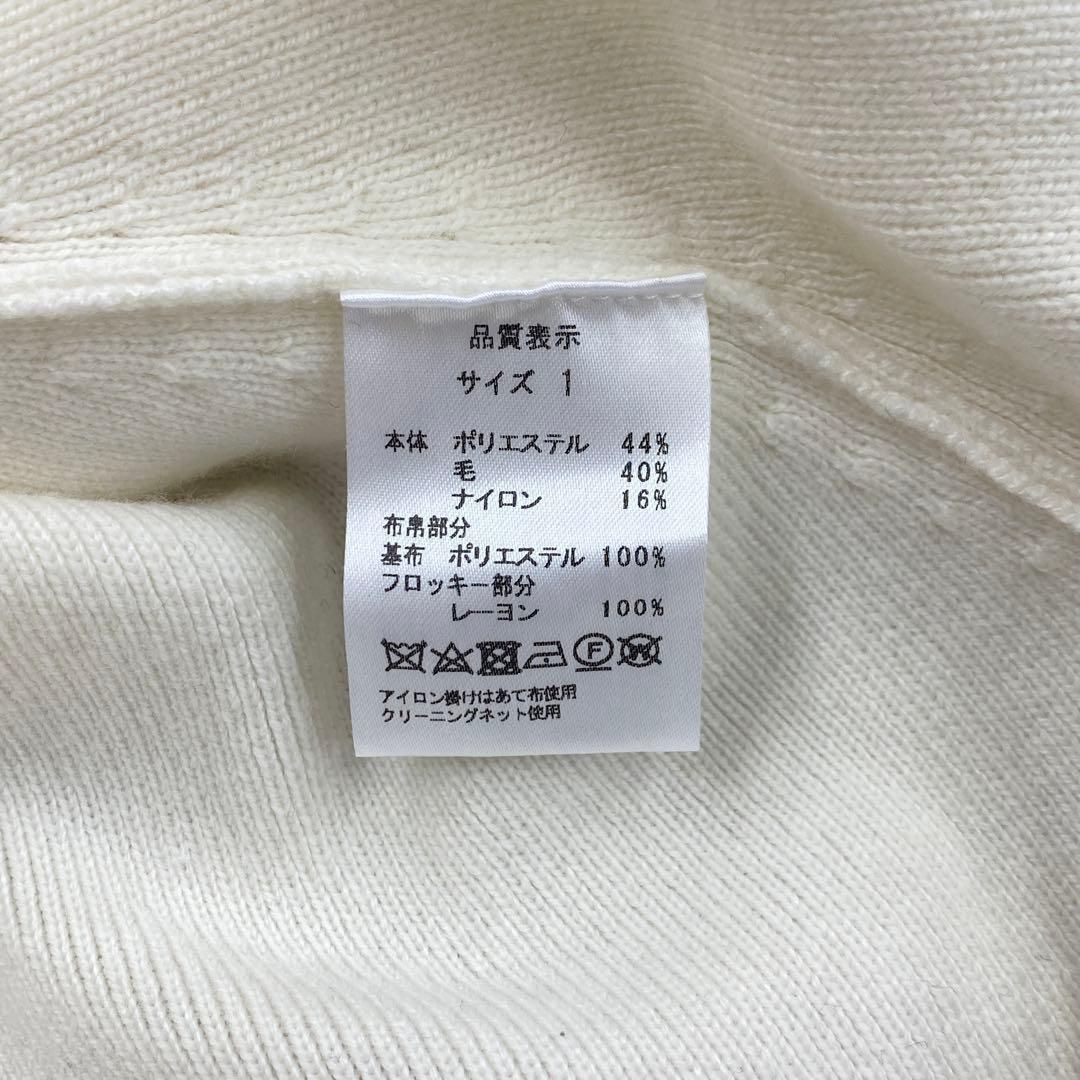 品質表示
サイズ 1
本体 ポリエステル 44%
毛 40%
ナイロン 16%
布帛部分
基布 ポリエステル 100%
フロッキー部分
レーヨン 100%
F W
アイロン掛けはあて布使用
クリーニングネット使用